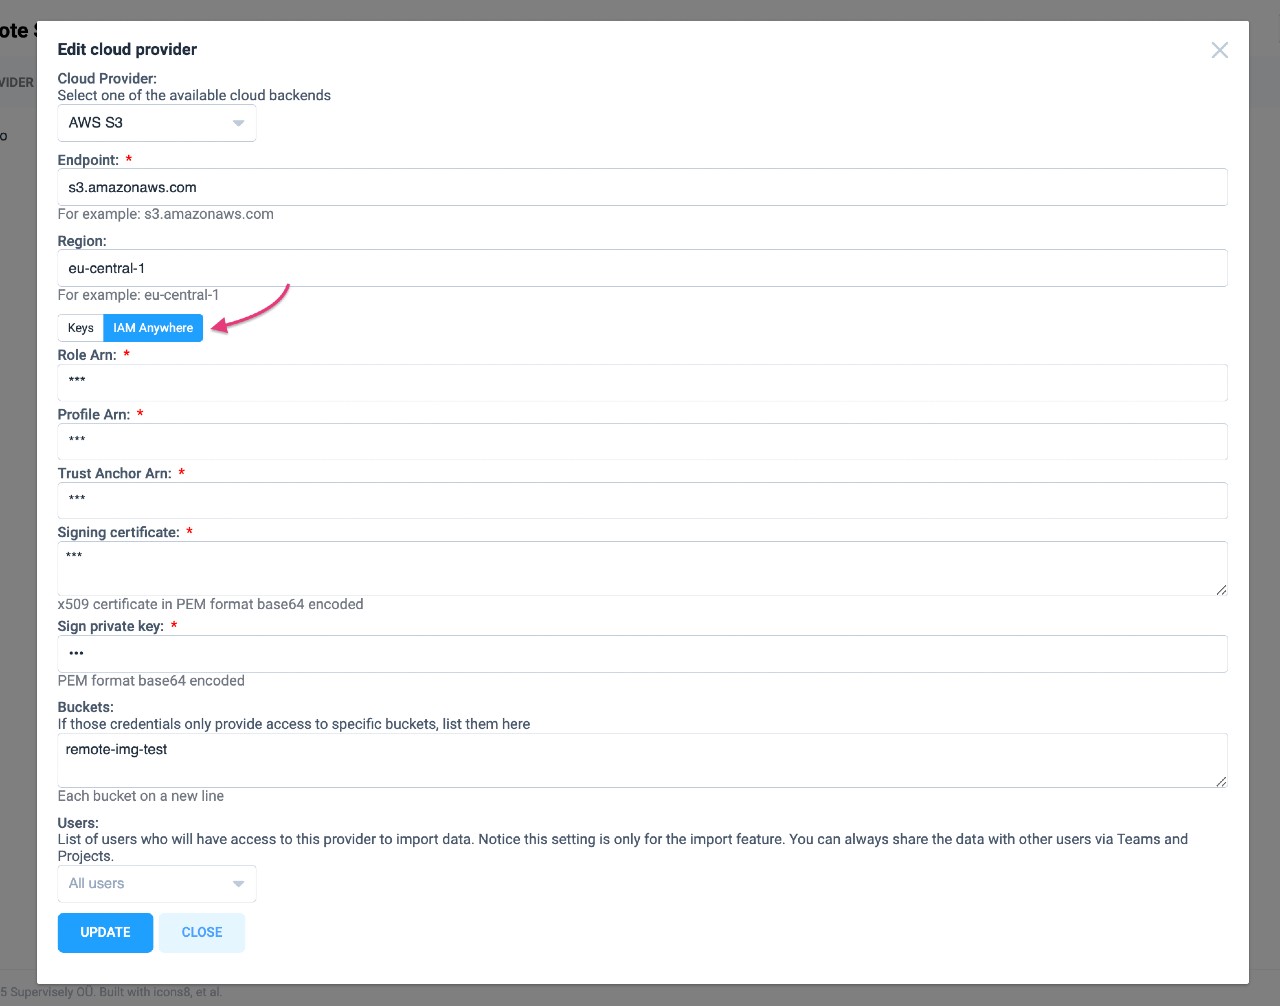 ote S
Edit cloud provider
Cloud Provider:
VIDER
Select one of the available cloud backends
AWS S3
o
Endpoint: *
s3.amazonaws.com
For example: s3.amazonaws.com
Region:
eu-central-1
For example: eu-central-1
Keys IAM Anywhere
Role Arn: *
***
Profile Arn: *
***
Trust Anchor Arn: *
***
Signing certificate: *
***
x509 certificate in PEM format base64 encoded
Sign private key: *
•••
PEM format base64 encoded
Buckets:
If those credentials only provide access to specific buckets, list them here
remote-img-test
Each bucket on a new line
Users:
List of users who will have access to this provider to import data. Notice this setting is only for the import feature. You can always share the data with other users via Teams and
Projects.
All users
UPDATE CLOSE
5 Supervisely OÜ. Built with icons8, et al.